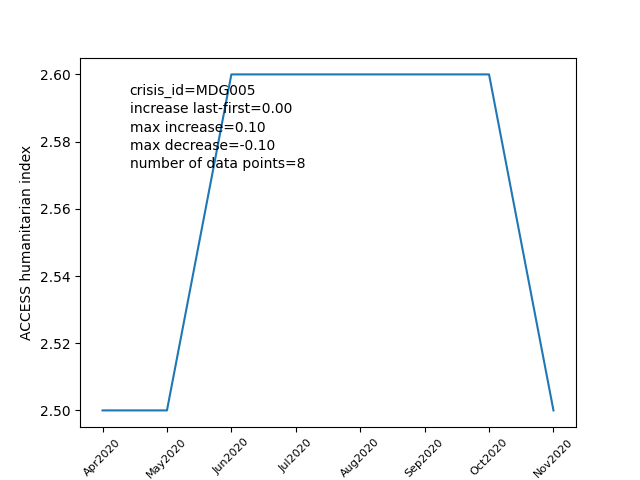 2.60
2.58
2.56
2.54
2.52
2.50
ACCESS humanitarian index
crisis_id=MDG005
increase last-first=0.00
max increase=0.10
max decrease=-0.10
number of data points=8
Apr2020
May2020
Jun2020
Jul2020
Aug2020
Sep2020
Oct2020
Nov2020